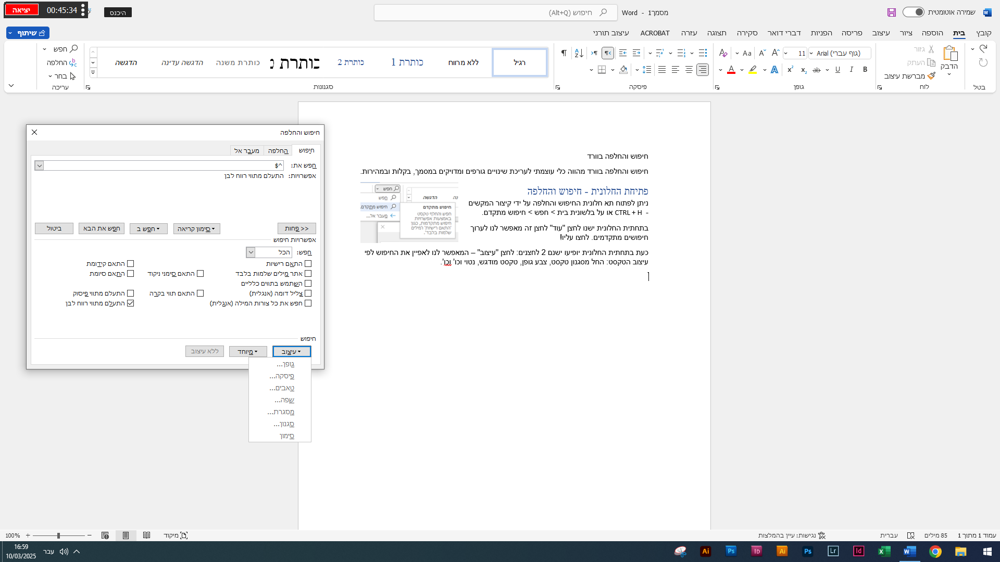 יציאה 00:45:34
היכנס
חיפוש (Alt+Q)
מסמך1 - Word
שמירה אוטומטית
קובץ בית הוספה ציור עיצוב פריסה הפניות דברי דואר סקירה תצוגה עזרה ACROBAT עיצוב תורני
שיתוף
גזור
העתק
מברשת עיצוב
הדבק
Arial (גוף עברי) 11
רגיל
ללא מרווח
כותרת 1
כותרת 2
כותרת נ
כותרת משנה
הדגשה עדינה
הדגשה
חפש
החלפה
בחר
בטל לוח גופן פיסקה סגנונות עריכה
חיפוש והחלפה
חיפוש החלפה מעבר אל
חפש את: ^$
אפשרויות: התעלם מתווי רווח לבן
<< פחות
סימון קריאה
חפש ב
חפש את הבא
ביטול
אפשרויות חיפוש
חפש: הכל
התאם רישיות
אתר מילים שלמות בלבד
השתמש בתווים כלליים
צליל דומה (אנגלית)
חפש את כל צורות המילה (אנגלית)
התאם סימני ניקוד
התאם תווי בקרה
התאם קידומת
התאם סיומת
התעלם מתווי פיסוק
התעלם מתווי רווח לבן
חיפוש
עיצוב
מיוחד
ללא עיצוב
גופן...
פיסקה...
טאבים...
שפה...
מסגרת...
סגנון...
סימון
חיפוש והחלפה בוורד
חיפוש והחלפה בוורד מהווה כלי עוצמתי לעריכת שינויים גורפים ומדויקים במסמך, בקלות ובמהירות.
פתיחת החלונית - חיפוש והחלפה
ניתן לפתוח תא חלונית החיפוש והחלפה על ידי קיצור המקשים
- CTRL + H או על בלשונית בית > חפש > חיפוש מתקדם.
בתחתית החלונית ישנו לחצן "עוד" לחצן זה מאפשר לנו לערוך
חיפושים מתקדמים. לחצו עליו!
כעת בתחתית החלונית יופיעו ישנם 2 לחצנים: לחצן "עיצוב" – המאפשר לנו לאפיין את החיפוש לפי
עיצוב הטקסט: החל מסגנון טקסט, צבע גופן, טקסט מודגש, נטוי וכו' וכו'.
חפש
חפש
חיפוש מתקדם...
מעבר אל...
הדגשה
חיפוש מתקדם
חפש והחלף טקסט
באמצעות אפשרויות
חיפוש מתקדמות, כגון
'התאם רישיות' ו'מילים
שלמות בלבד'.
עמוד 1 מתוך 1
85 מילים
עברית
נגישות: עיין בהמלצות
מיקוד
100%
עבר
16:59
10/03/2025